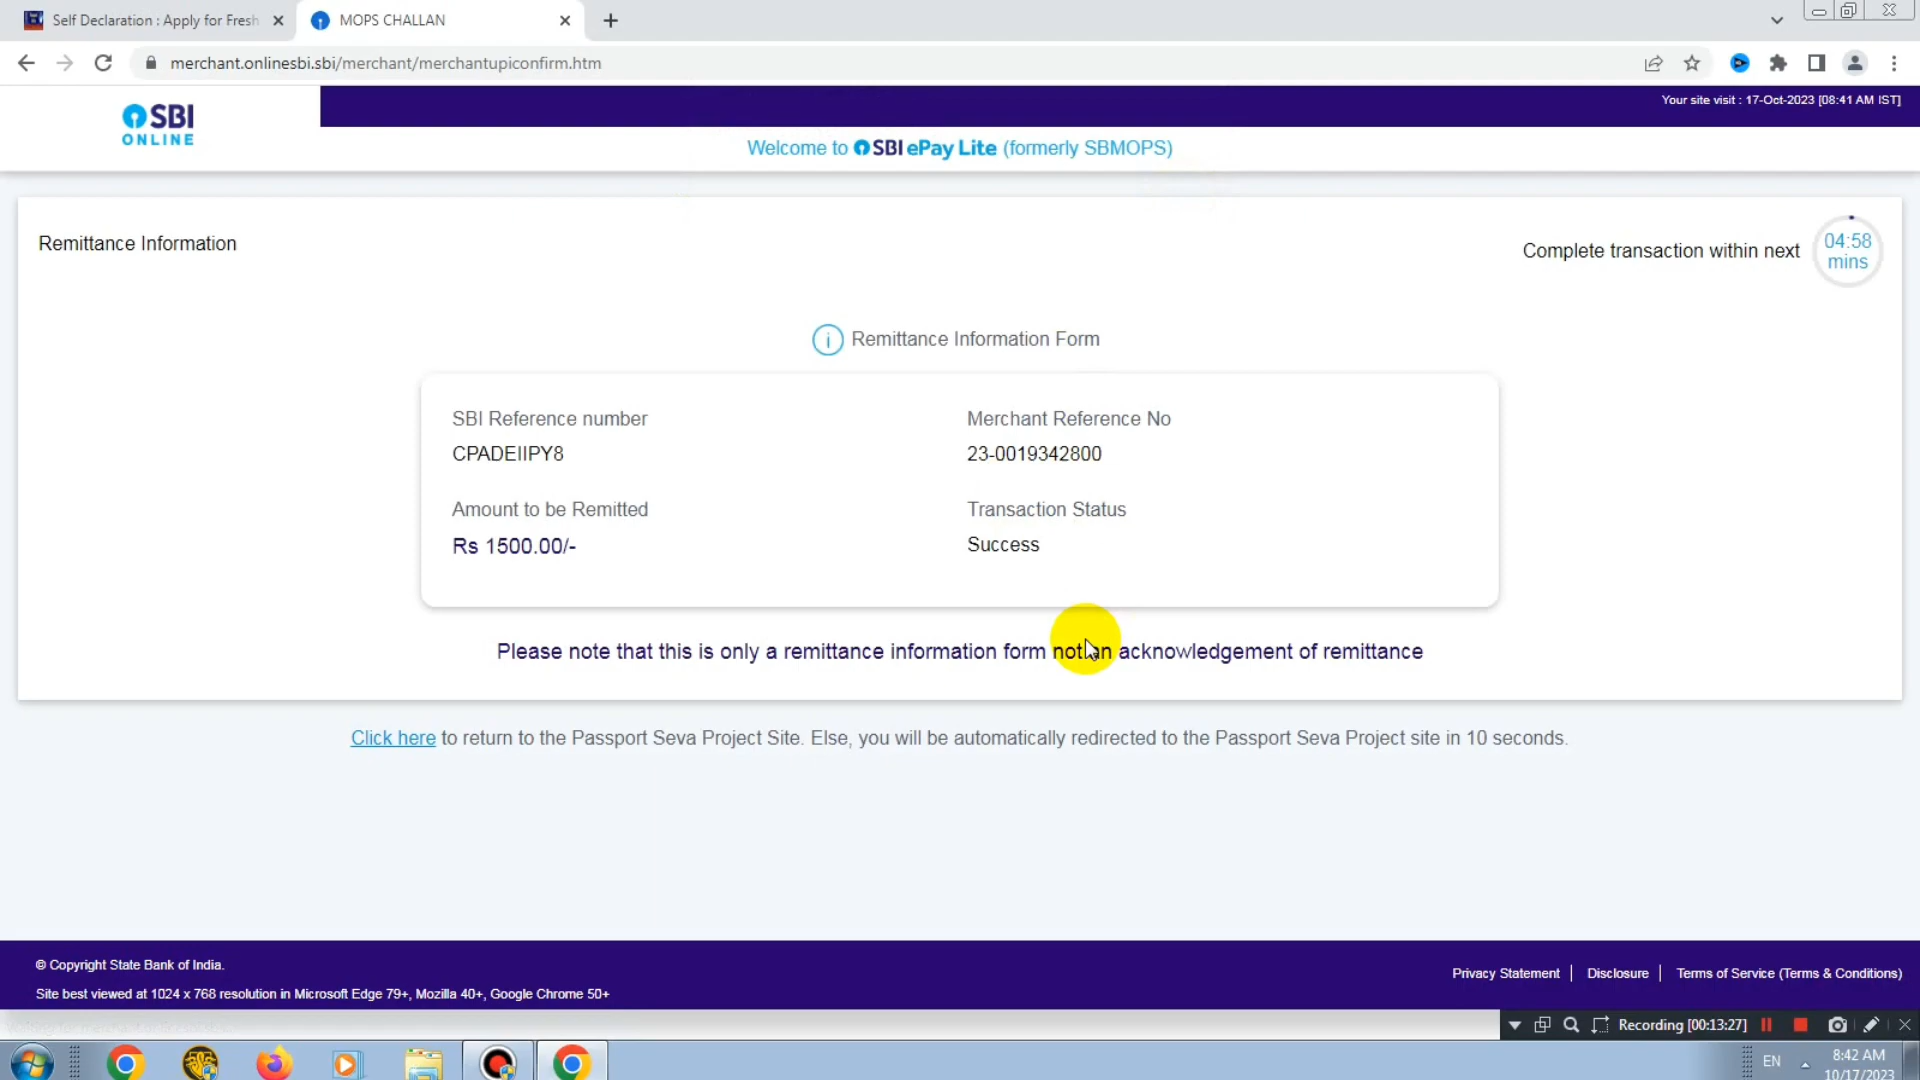 Self Declaration : Apply for Fresh
MOPS CHALLAN
merchant.onlinesbi.sbi/merchant/merchantupiconfirm.htm
SBI
ONLINE
Your site visit : 17-Oct-2023 [08:41 AM IST]
Welcome to SBI ePay Lite (formerly SBMOPS)
Remittance Information
Complete transaction within next
04:58
mins
Remittance Information Form
SBI Reference number
Merchant Reference No
CPADEIIPY8
23-0019342800
Amount to be Remitted
Transaction Status
Rs 1500.00/-
Success
Please note that this is only a remittance information form not an acknowledgement of remittance
Click here to return to the Passport Seva Project Site. Else, you will be automatically redirected to the Passport Seva Project site in 10 seconds.
© Copyright State Bank of India.
Site best viewed at 1024 x 768 resolution in Microsoft Edge 79+, Mozilla 40+, Google Chrome 50+
Privacy Statement
Disclosure
Terms of Service (Terms & Conditions)
Recording [00:13:27]
EN
8:42 AM
10/17/2023